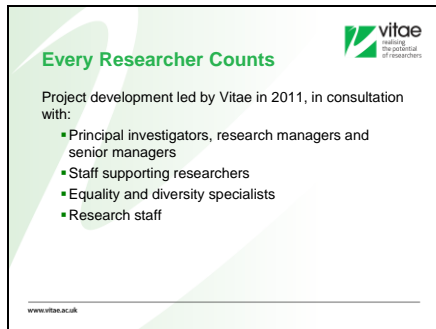 vitae
realising
the potential
of researchers
Every Researcher Counts
Project development led by Vitae in 2011, in consultation
with:
▪Principal investigators, research managers and
senior managers
▪Staff supporting researchers
▪Equality and diversity specialists
▪Research staff
www.vitae.ac.uk